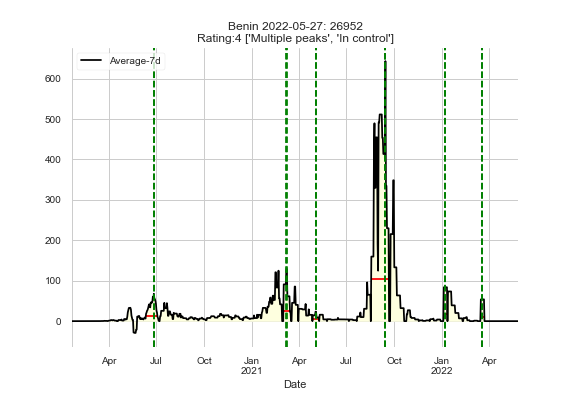 Benin 2022-05-27: 26952
Rating:4 ['Multiple peaks', 'In control']
Average-7d
600
500
400
300
200
100
0
Apr Jul Oct Jan Apr Jul Oct Jan Apr
2021 2022
Date